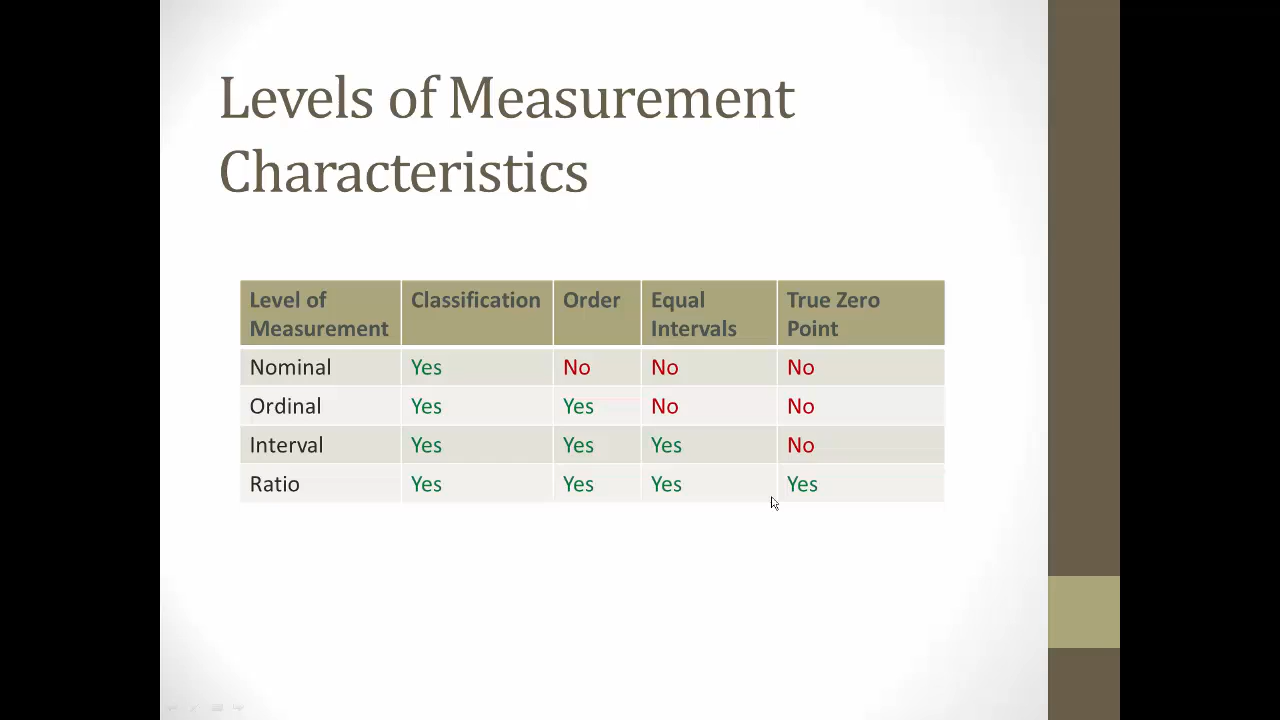 Levels of Measurement
Characteristics
Level of Measurement Classification Order Equal Intervals True Zero Point
Nominal Yes No No No
Ordinal Yes Yes No No
Interval Yes Yes Yes No
Ratio Yes Yes Yes Yes